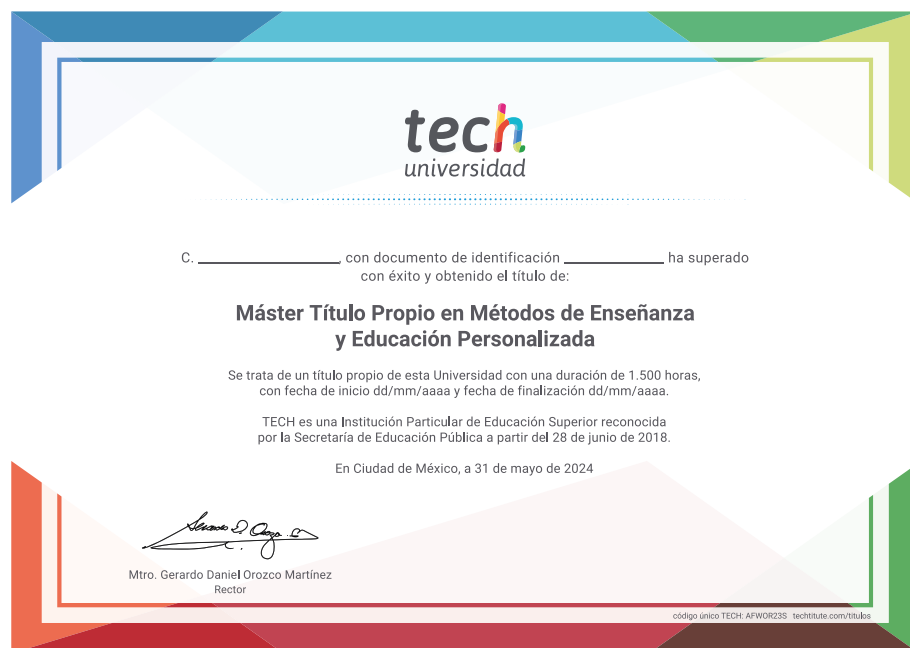 tech
universidad
C. ____________________, con documento de identificación ______________ ha superado
con éxito y obtenido el título de:
Máster Título Propio en Métodos de Enseñanza
y Educación Personalizada
Se trata de un título propio de esta Universidad con una duración de 1.500 horas,
con fecha de inicio dd/mm/aaaa y fecha de finalización dd/mm/aaaa.
TECH es una Institución Particular de Educación Superior reconocida
por la Secretaría de Educación Pública a partir del 28 de junio de 2018.
En Ciudad de México, a 31 de mayo de 2024
Mtro. Gerardo Daniel Orozco Martínez
Rector
código único TECH: AFWOR23S techtitute.com/titulos